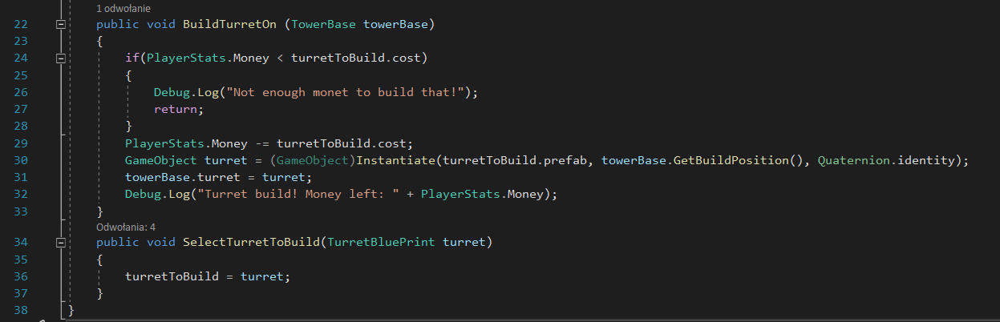 1 odwołanie
22 public void BuildTurretOn (TowerBase towerBase)
23 {
24 if(PlayerStats.Money < turretToBuild.cost)
25 {
26 Debug.Log("Not enough monet to build that!");
27 return;
28 }
29 PlayerStats.Money -= turretToBuild.cost;
30 GameObject turret = (GameObject)Instantiate(turretToBuild.prefab, towerBase.GetBuildPosition(), Quaternion.identity);
31 towerBase.turret = turret;
32 Debug.Log("Turret build! Money left: " + PlayerStats.Money);
33 }
Odwołania: 4
34 public void SelectTurretToBuild(TurretBluePrint turret)
35 {
36 turretToBuild = turret;
37 }
38 }